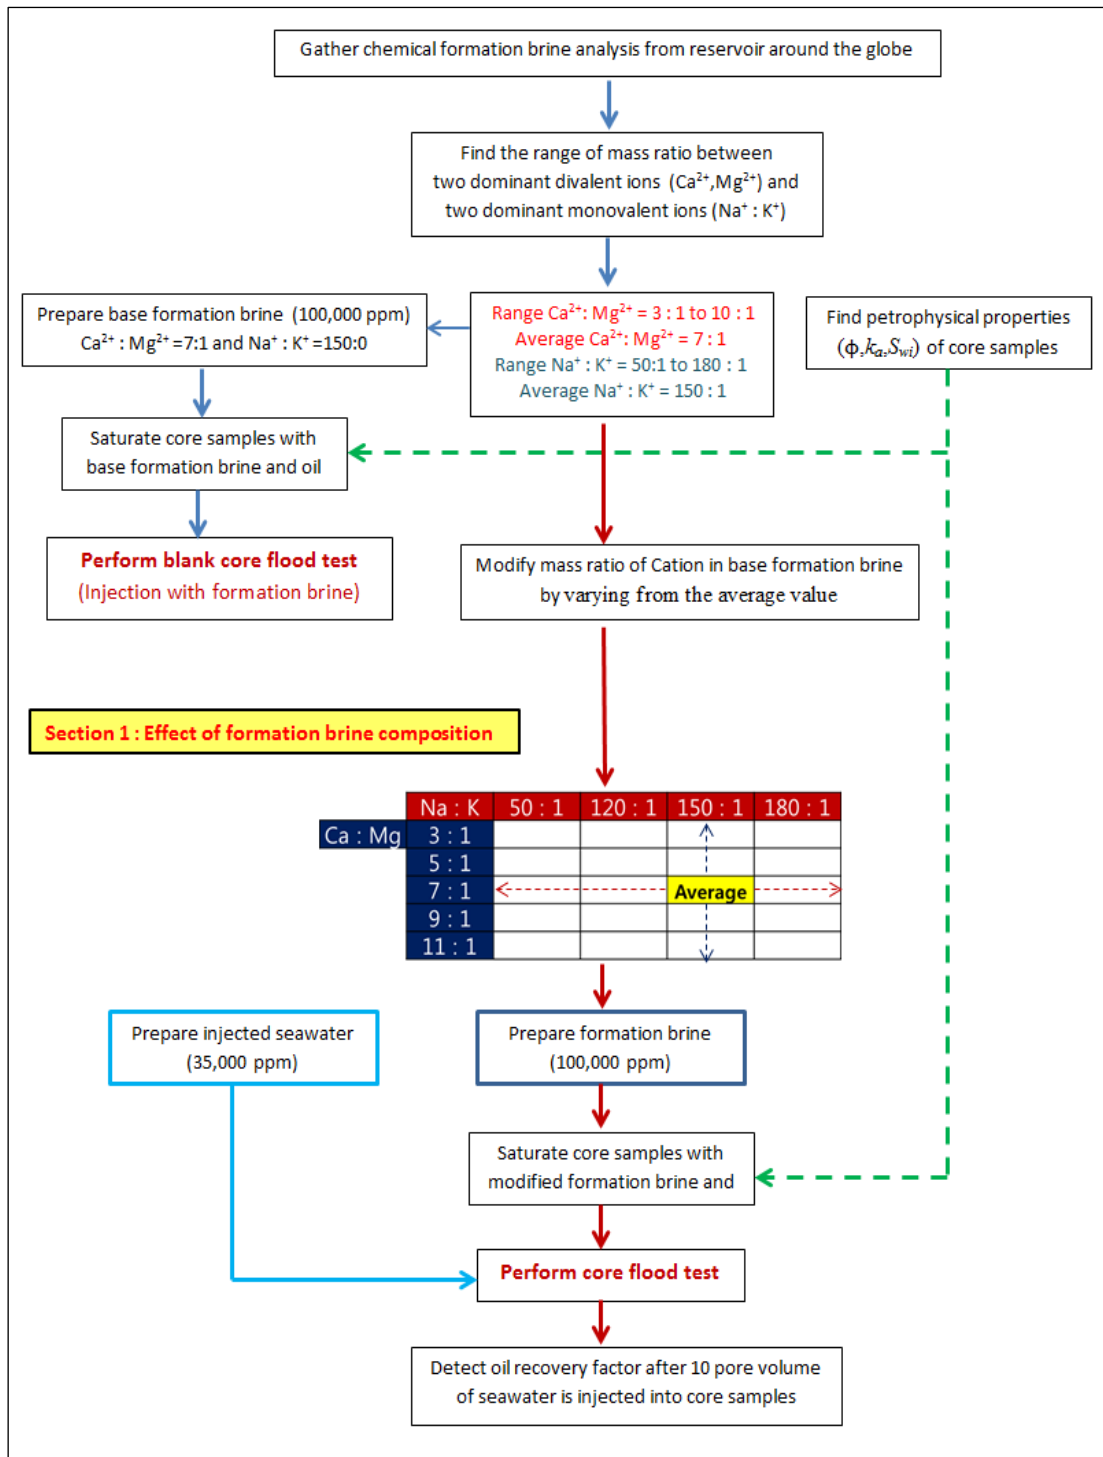 Gather chemical formation brine analysis from reservoir around the globe
Find the range of mass ratio between
two dominant divalent ions (Ca²⁺,Mg²⁺) and
two dominant monovalent ions (Na⁺ : K⁺)
Prepare base formation brine (100,000 ppm)
Ca²⁺ : Mg²⁺ =7:1 and Na⁺ : K⁺ =150:0
Range Ca²⁺: Mg²⁺ = 3 : 1 to 10 : 1
Average Ca²⁺: Mg²⁺ = 7 : 1
Range Na⁺ : K⁺ = 50:1 to 180 : 1
Average Na⁺ : K⁺ = 150 : 1
Find petrophysical properties
(ϕ,kₐ,S_wi) of core samples
Saturate core samples with
base formation brine and oil
Perform blank core flood test
(Injection with formation brine)
Modify mass ratio of Cation in base formation brine
by varying from the average value
Section 1 : Effect of formation brine composition
Na : K 50 : 1 120 : 1 150 : 1 180 : 1
Ca : Mg 3 : 1
5 : 1
7 : 1 Average
9 : 1
11 : 1
Prepare injected seawater
(35,000 ppm)
Prepare formation brine
(100,000 ppm)
Saturate core samples with
modified formation brine and
Perform core flood test
Detect oil recovery factor after 10 pore volume
of seawater is injected into core samples